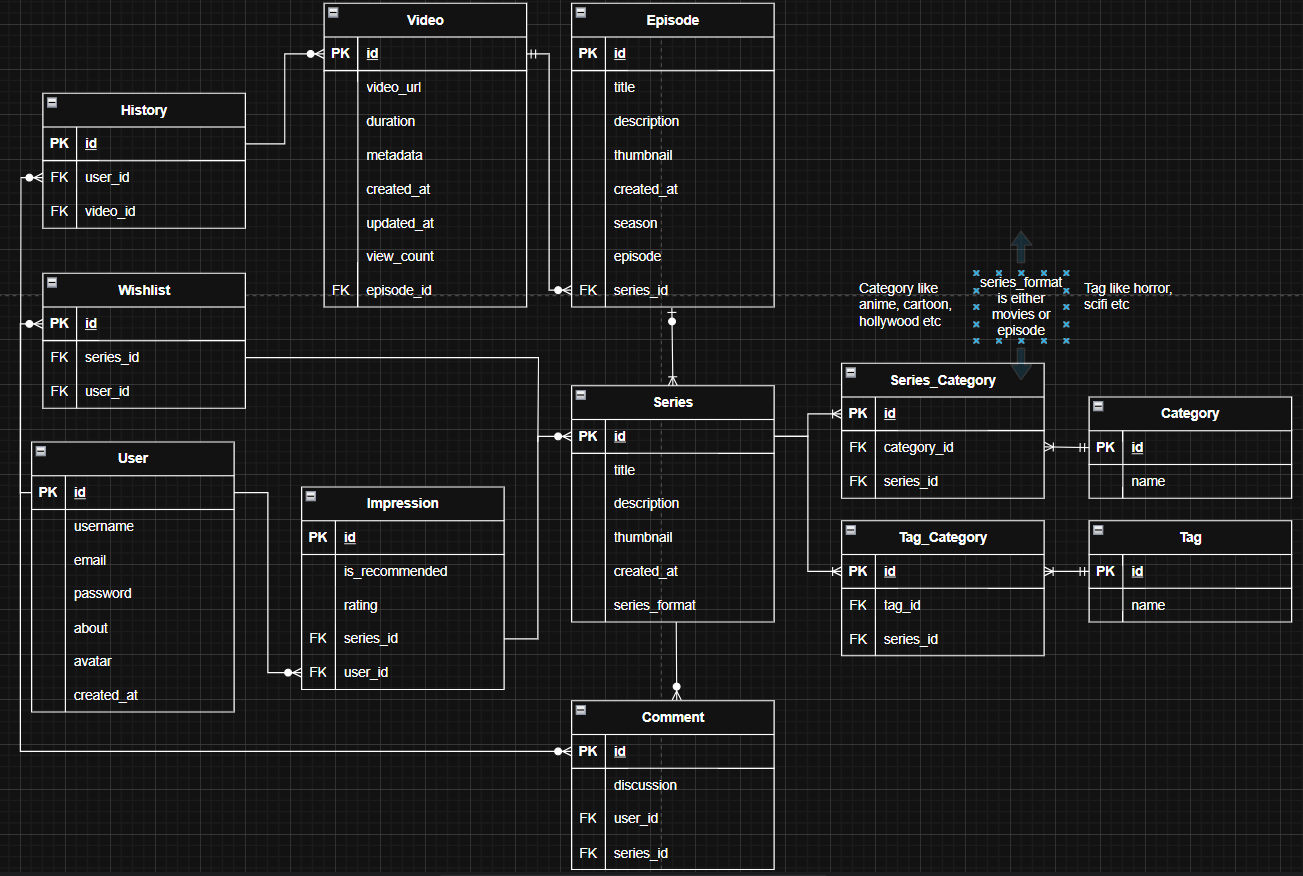 Video
PK id
video_url
duration
metadata
created_at
updated_at
view_count
FK episode_id
Episode
PK id
title
description
thumbnail
created_at
season
episode
FK series_id
History
PK id
FK user_id
FK video_id
Wishlist
PK id
FK series_id
FK user_id
Category like
anime, cartoon,
hollywood etc
series_format
is either
movies or
episode
Tag like horror,
scifi etc
User
PK id
username
email
password
about
avatar
created_at
Impression
PK id
is_recommended
rating
FK series_id
FK user_id
Series
PK id
title
description
thumbnail
created_at
series_format
Series_Category
PK id
FK category_id
FK series_id
Category
PK id
name
Tag_Category
PK id
FK tag_id
FK series_id
Tag
PK id
name
Comment
PK id
discussion
FK user_id
FK series_id